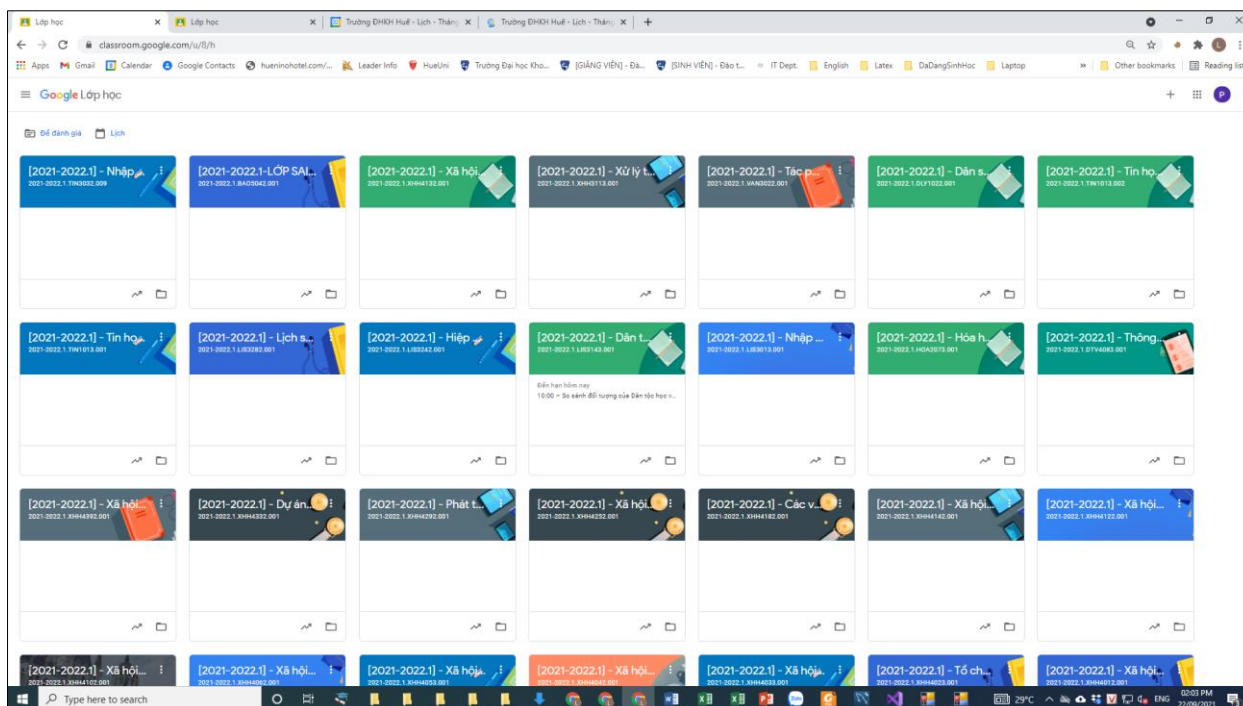 Lớp học
Lớp học
Trường ĐHKH Huế - Lịch - Tháng
Trường ĐHKH Huế - Lịch - Tháng
classroom.google.com/u/8/h
Apps Gmail Calendar Google Contacts hueninohotel.com/... Leader Info HueUni Trường Đại học Kho... [GIẢNG VIÊN] - Đà... [SINH VIÊN] - Đào t... IT Dept. English Latex DaDangSinhHoc Laptop » Other bookmarks Reading list
Google Lớp học
P
Để đánh giá Lịch
[2021-2022.1] - Nhập
2021-2022.1.TIN3032.009
[2021-2022.1-LỚP SAI...
2021-2022.1.BAO5042.001
[2021-2022.1] - Xã hội
2021-2022.1.XHH4132.001
[2021-2022.1] - Xử lý t...
2021-2022.1.XHH3113.001
[2021-2022.1] - Tác p...
2021-2022.1.VAN3022.001
[2021-2022.1] - Dân s...
2021-2022.1.DLY1022.001
[2021-2022.1] - Tin họ...
2021-2022.1.TIN1013.002
[2021-2022.1] - Tin họ...
2021-2022.1.TIN1013.001
[2021-2022.1] - Lịch s...
2021-2022.1.LIS3282.001
[2021-2022.1] - Hiệp
2021-2022.1.LIS3242.001
[2021-2022.1] - Dân t...
2021-2022.1.LIS3143.001
Đến hạn hôm nay
10:00 – So sánh đối tượng của Dân tộc học v...
[2021-2022.1] - Nhập ...
2021-2022.1.LIS3013.001
[2021-2022.1] - Hóa h...
2021-2022.1.HOA2073.001
[2021-2022.1] - Thông...
2021-2022.1.DTV4083.001
[2021-2022.1] - Xã hội...
2021-2022.1.XHH4392.001
[2021-2022.1] - Dự án...
2021-2022.1.XHH4332.001
[2021-2022.1] - Phát t...
2021-2022.1.XHH4292.001
[2021-2022.1] - Xã hội...
2021-2022.1.XHH4252.001
[2021-2022.1] - Các v...
2021-2022.1.XHH4182.001
[2021-2022.1] - Xã hội
2021-2022.1.XHH4142.001
[2021-2022.1] - Xã hội...
2021-2022.1.XHH4122.001
[2021-2022.1] - Xã hội...
2021-2022.1.XHH4102.001
[2021-2022.1] - Xã hội...
2021-2022.1.XHH4062.001
[2021-2022.1] - Xã hội
2021-2022.1.XHH4053.001
[2021-2022.1] - Xã hội...
2021-2022.1.XHH4042.001
[2021-2022.1] - Xã hội
2021-2022.1.XHH4033.001
[2021-2022.1] - Tổ ch...
2021-2022.1.XHH4023.001
[2021-2022.1] - Xã hội...
2021-2022.1.XHH4012.001
Type here to search
29°C
ENG
02:03 PM
22/09/2021